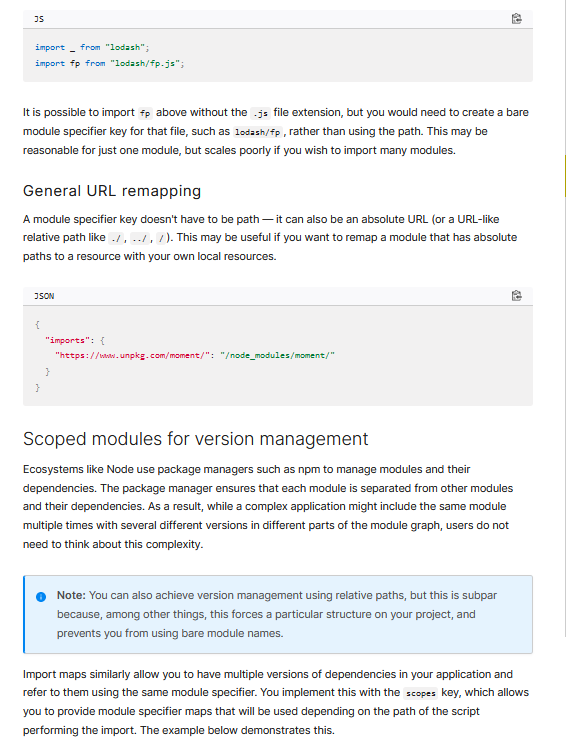 JS
import _ from "lodash";
import fp from "lodash/fp.js";
It is possible to import fp above without the .js file extension, but you would need to create a bare
module specifier key for that file, such as lodash/fp, rather than using the path. This may be
reasonable for just one module, but scales poorly if you wish to import many modules.
General URL remapping
A module specifier key doesn't have to be path — it can also be an absolute URL (or a URL-like
relative path like ./, ../, /). This may be useful if you want to remap a module that has absolute
paths to a resource with your own local resources.
JSON
{
"imports": {
"https://www.unpkg.com/moment/": "/node_modules/moment/"
}
}
Scoped modules for version management
Ecosystems like Node use package managers such as npm to manage modules and their
dependencies. The package manager ensures that each module is separated from other modules
and their dependencies. As a result, while a complex application might include the same module
multiple times with several different versions in different parts of the module graph, users do not
need to think about this complexity.
Note: You can also achieve version management using relative paths, but this is subpar
because, among other things, this forces a particular structure on your project, and
prevents you from using bare module names.
Import maps similarly allow you to have multiple versions of dependencies in your application and
refer to them using the same module specifier. You implement this with the scopes key, which allows
you to provide module specifier maps that will be used depending on the path of the script
performing the import. The example below demonstrates this.